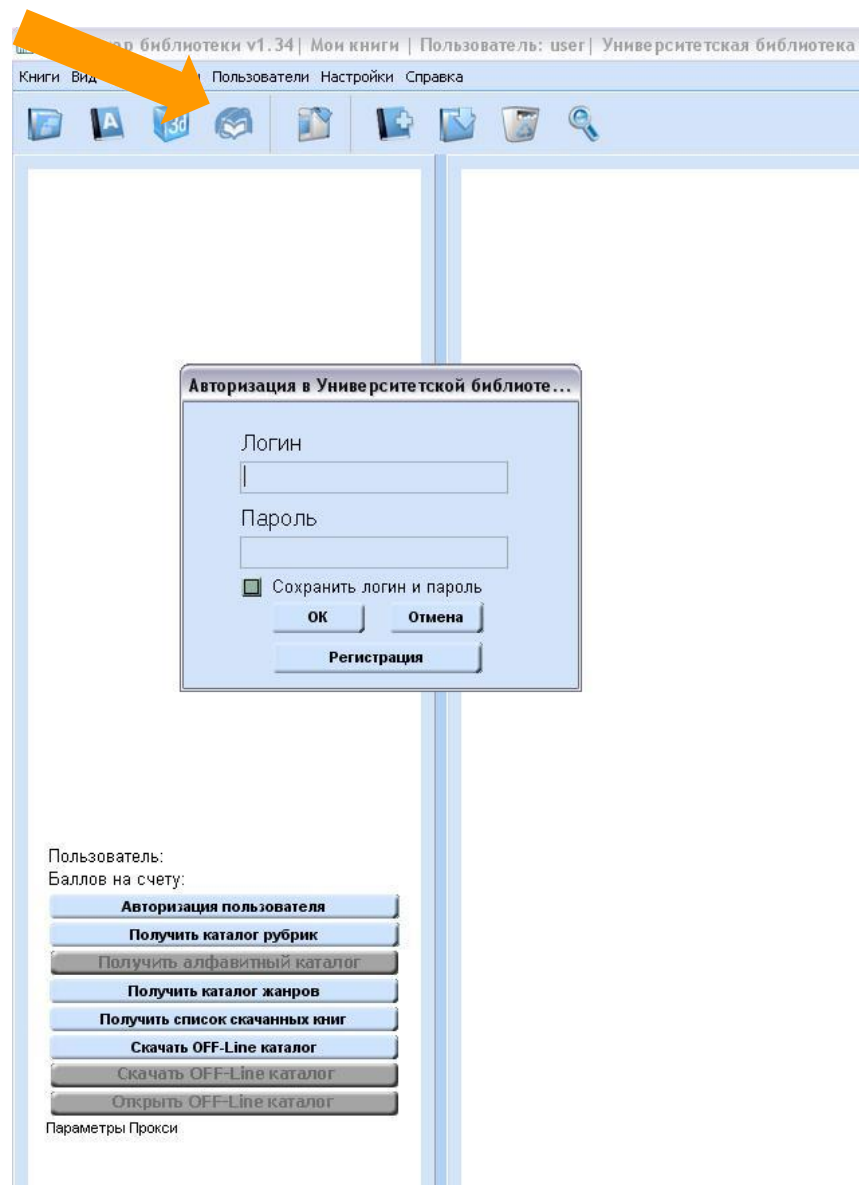 библиотеки v1.34| Мои книги | Пользователь: user| Университетская библиотека
Книги Вид Пользователи Настройки Справка
A
3d
Авторизация в Университетской библиоте...
Логин
Пароль
Сохранить логин и пароль
OK Отмена
Регистрация
Пользователь:
Баллов на счету:
Авторизация пользователя
Получить каталог рубрик
Получить алфавитный каталог
Получить каталог жанров
Получить список скачанных книг
Скачать OFF-Line каталог
Скачать OFF-Line каталог
Открыть OFF-Line каталог
Параметры Прокси